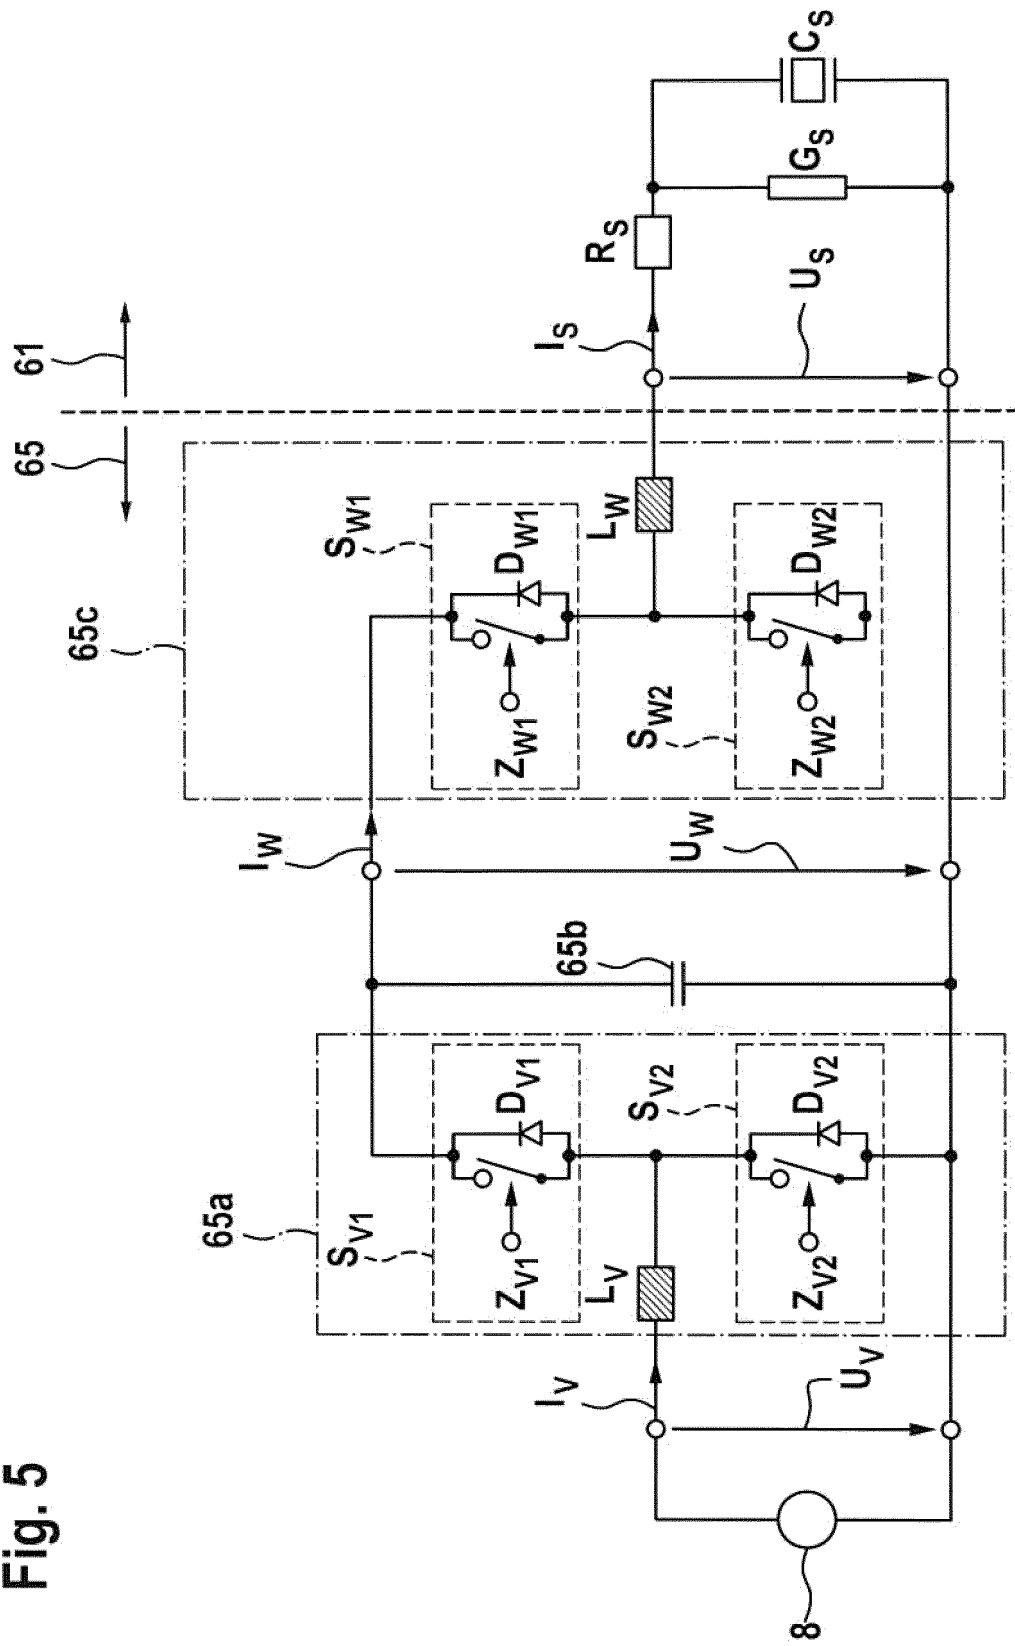 Fig. 5
65
61
65a
65c
S_V1
S_W1
I_W
Z_V1
D_V1
Z_W1
D_W1
I_V
L_V
65b
L_W
I_S
R_S
S_V2
S_W2
U_W
8
U_V
Z_V2
D_V2
Z_W2
D_W2
U_S
G_S
C_S